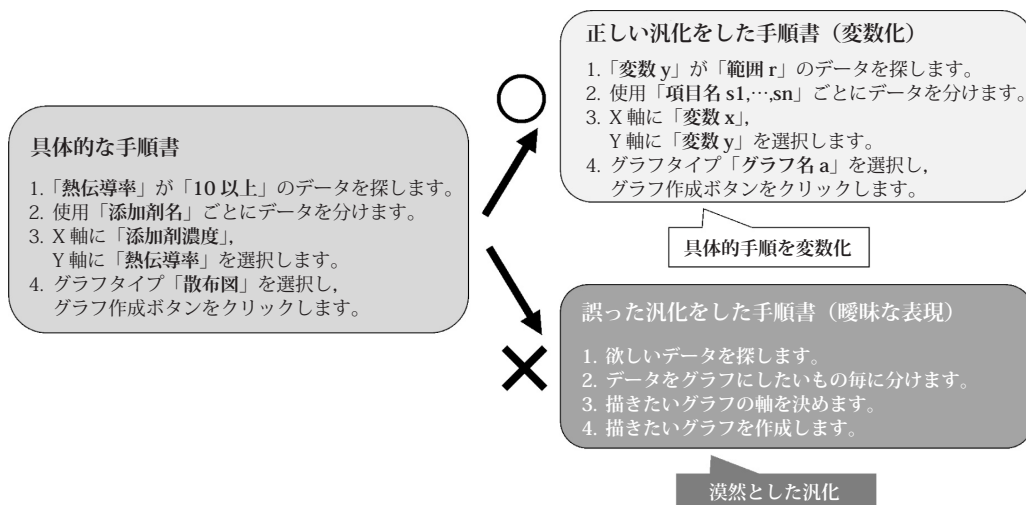 具体的な手順書
1.「熱伝導率」が「10 以上」のデータを探します。
2. 使用「添加剤名」ごとにデータを分けます。
3. X 軸に「添加剤濃度」,
Y 軸に「熱伝導率」を選択します。
4. グラフタイプ「散布図」を選択し,
グラフ作成ボタンをクリックします。
正しい汎化をした手順書（変数化）
1.「変数 y」が「範囲 r」のデータを探します。
2. 使用「項目名 s1,…,sn」ごとにデータを分けます。
3. X 軸に「変数 x」,
Y 軸に「変数 y」を選択します。
4. グラフタイプ「グラフ名 a」を選択し,
グラフ作成ボタンをクリックします。
具体的手順を変数化
誤った汎化をした手順書（曖昧な表現）
1. 欲しいデータを探します。
2. データをグラフにしたいもの毎に分けます。
3. 描きたいグラフの軸を決めます。
4. 描きたいグラフを作成します。
漠然とした汎化